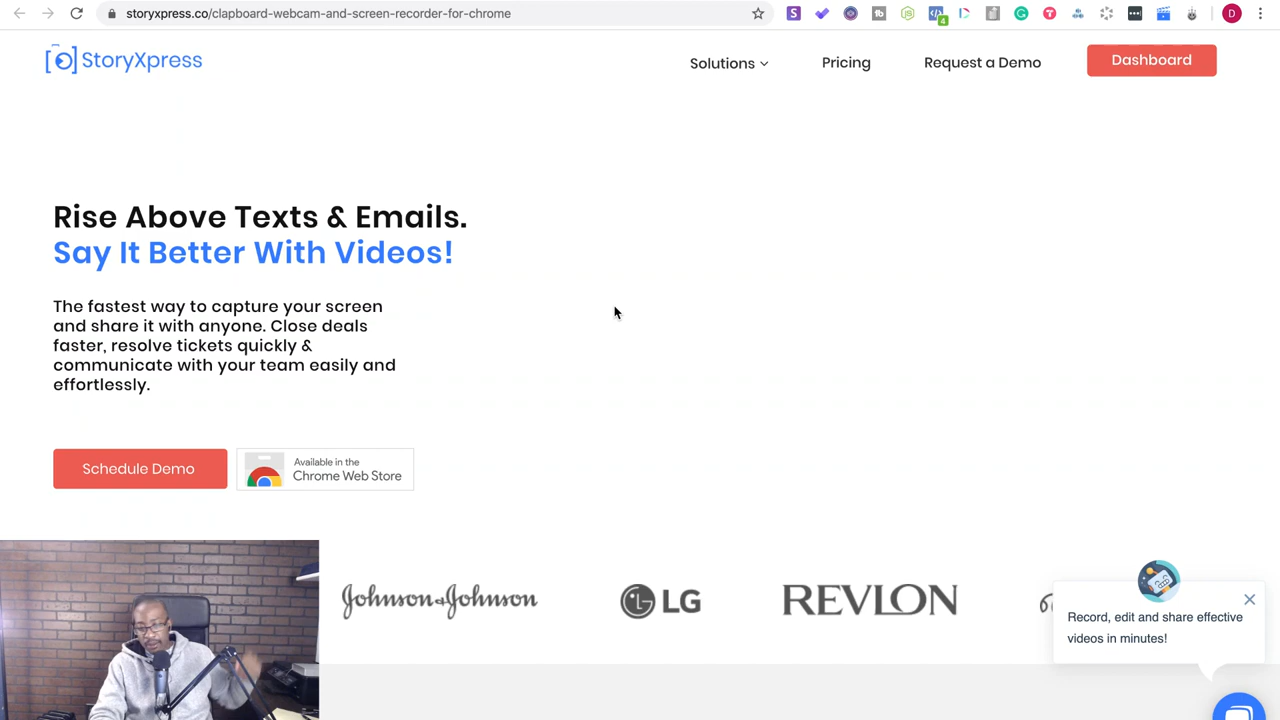 storyxpress.co/clapboard-webcam-and-screen-recorder-for-chrome
StoryXpress
Solutions
Pricing
Request a Demo
Dashboard
Rise Above Texts & Emails.
Say It Better With Videos!
The fastest way to capture your screen
and share it with anyone. Close deals
faster, resolve tickets quickly &
communicate with your team easily and
effortlessly.
Schedule Demo
Available in the
Chrome Web Store
Johnson & Johnson
LG
REVLON
Record, edit and share effective
videos in minutes!